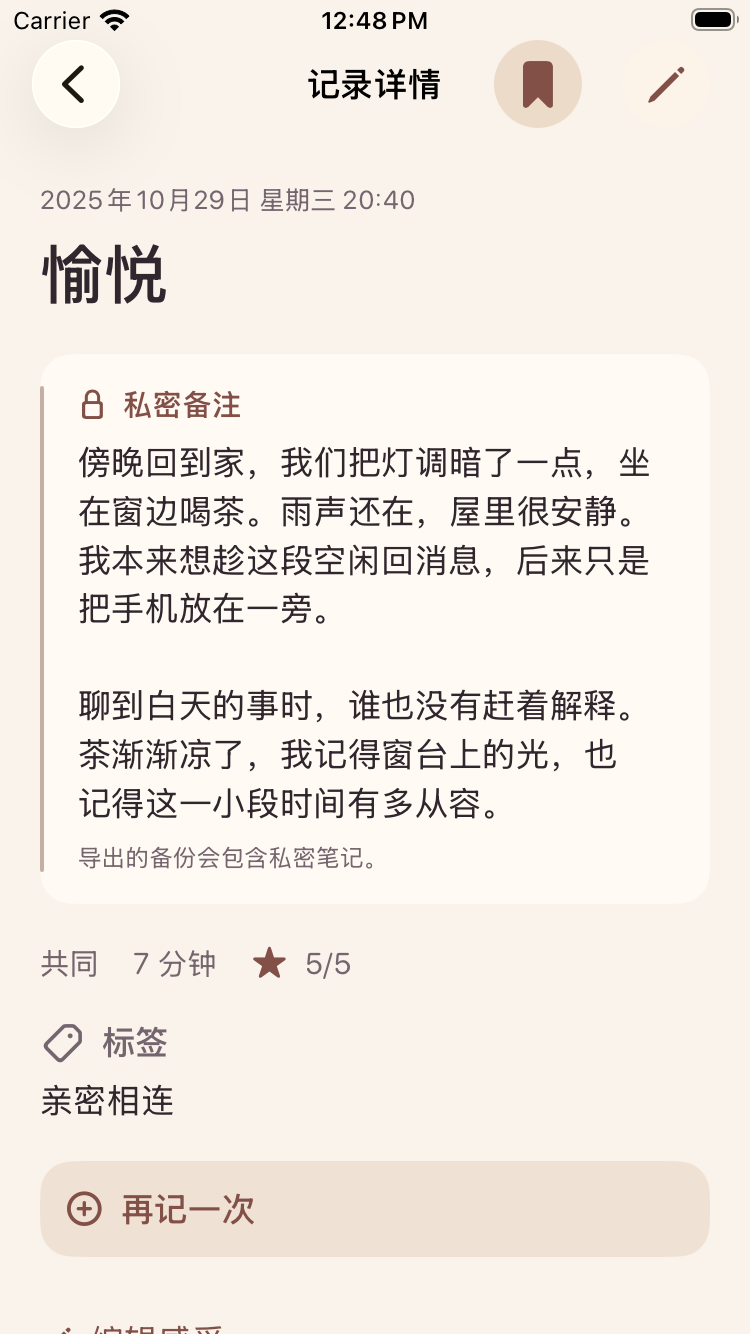 Carrier 12:48 PM
记录详情
2025年10月29日 星期三 20:40
愉悦
私密备注
傍晚回到家，我们把灯调暗了一点，坐
在窗边喝茶。雨声还在，屋里很安静。
我本来想趁这段空闲回消息，后来只是
把手机放在一旁。
聊到白天的事时，谁也没有赶着解释。
茶渐渐凉了，我记得窗台上的光，也
记得这一小段时间有多从容。
导出的备份会包含私密笔记。
共同 7 分钟 5/5
标签
亲密相连
再记一次
编辑感受